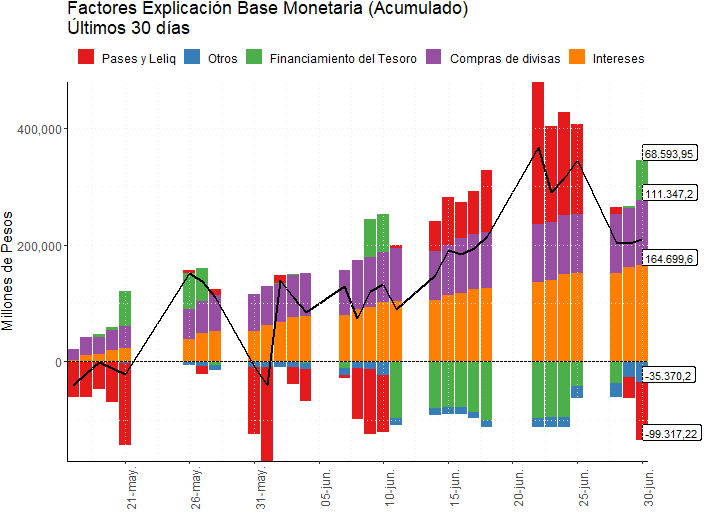 Factores Explicación Base Monetaria (Acumulado)
Últimos 30 días
Pases y Leliq
Otros
Financiamiento del Tesoro
Compras de divisas
Intereses
Millones de Pesos
400,000
200,000
0
68.593,95
111.347,2
164.699,6
-35.370,2
-99.317,22
21-may.
26-may.
31-may.
05-jun.
10-jun.
15-jun.
20-jun.
25-jun.
30-jun.